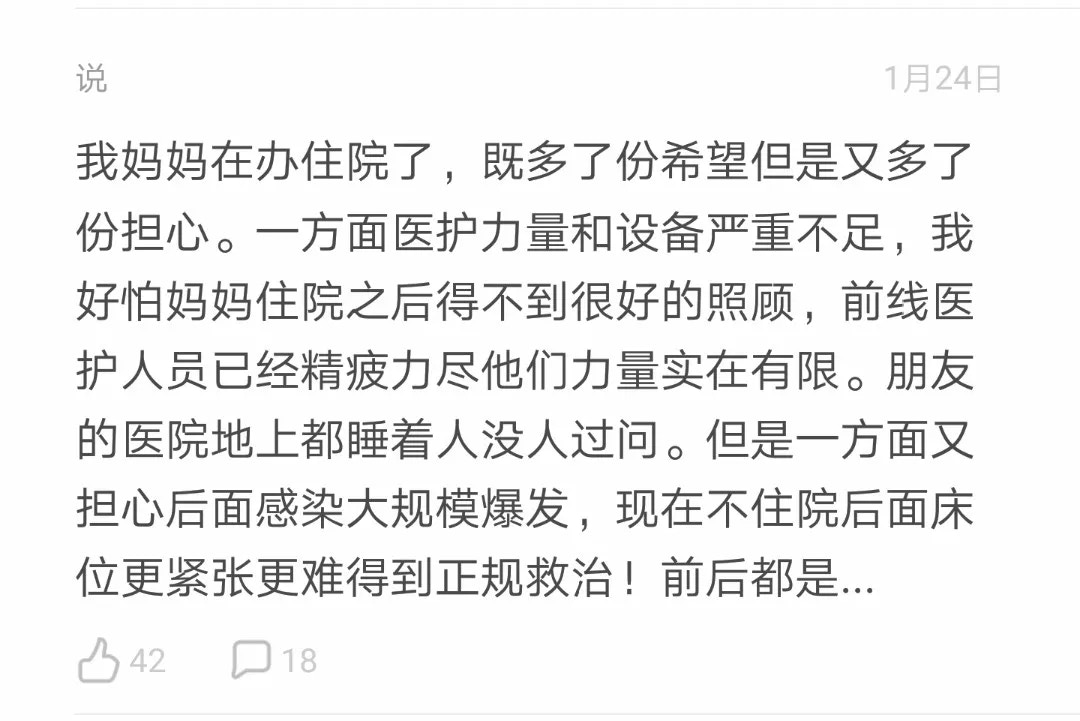 说
1月24日
我妈妈在办住院了，既多了份希望但是又多了
份担心。一方面医护力量和设备严重不足，我
好怕妈妈住院之后得不到很好的照顾，前线医
护人员已经精疲力尽他们力量实在有限。朋友
的医院地上都睡着人没人过问。但是一方面又
担心后面感染大规模爆发，现在不住院后面床
位更紧张更难得到正规救治！前后都是...
42
18